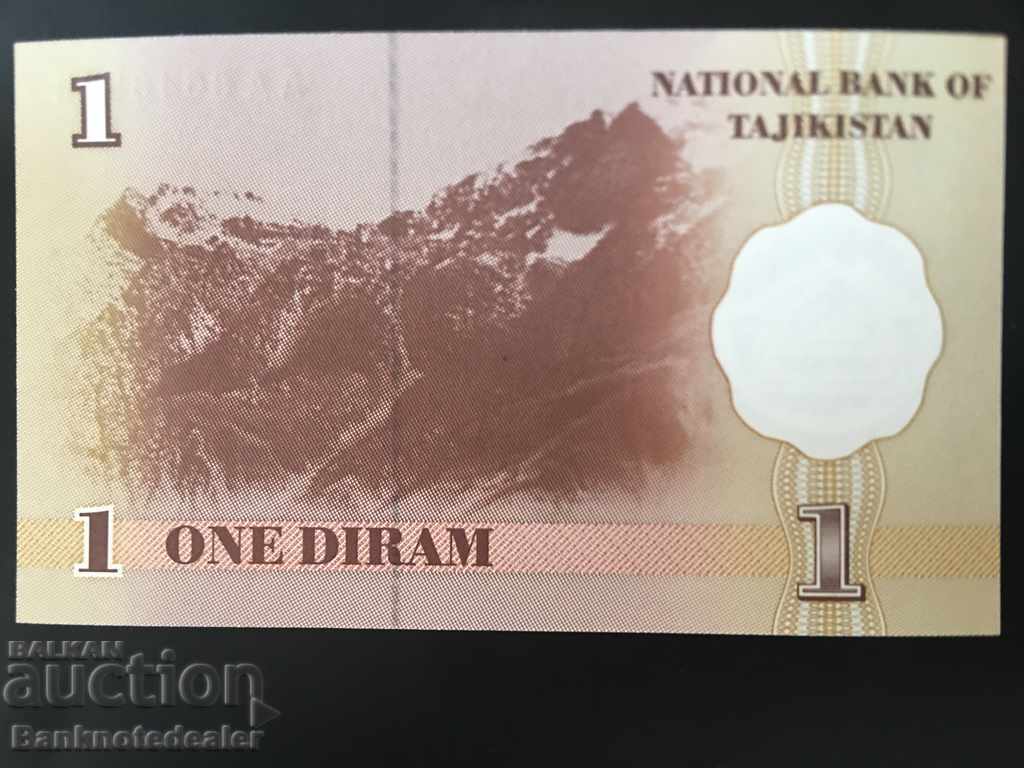 1
NATIONAL BANK OF
TAJIKISTAN
1 ONE DIRAM
1
BALKAN
auction
Banknotedealer